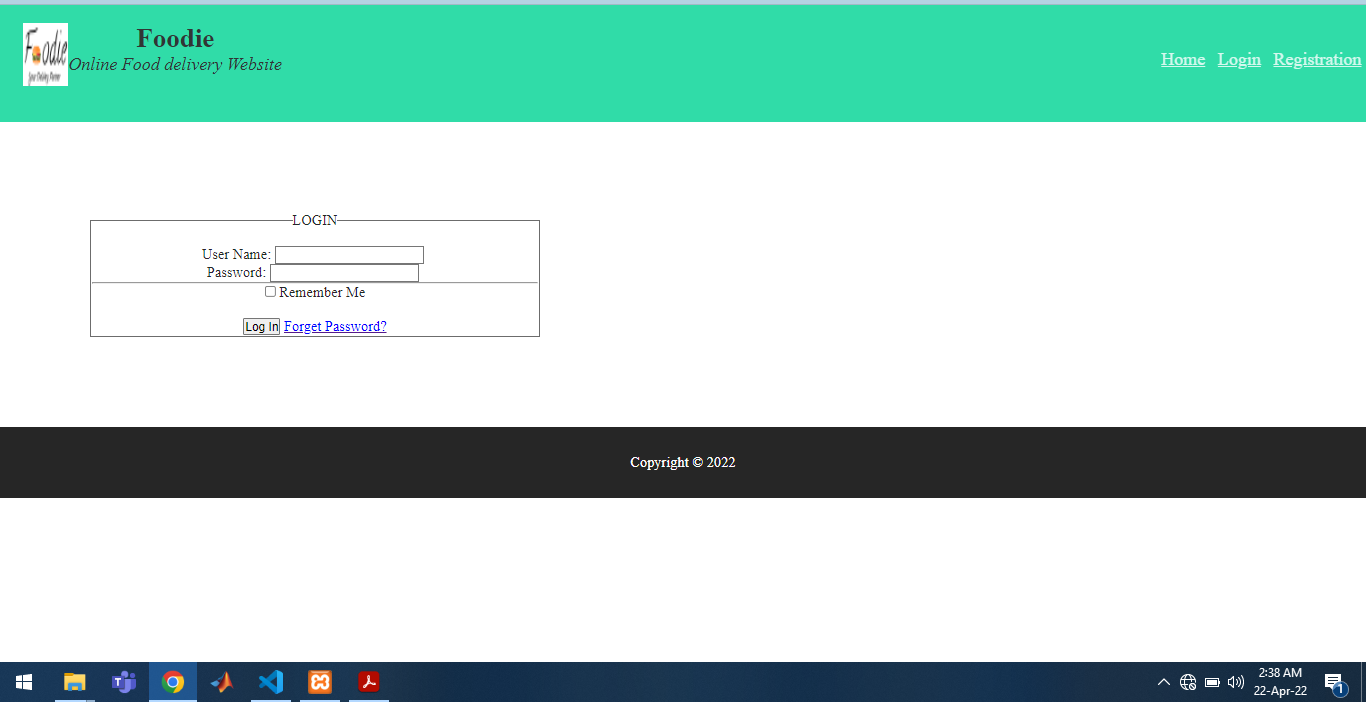 Foodie
Your Delivery Partner
Foodie
Online Food delivery Website
Home Login Registration
LOGIN
User Name:
Password:
Remember Me
Log In Forget Password?
Copyright © 2022
2:38 AM
22-Apr-22
1